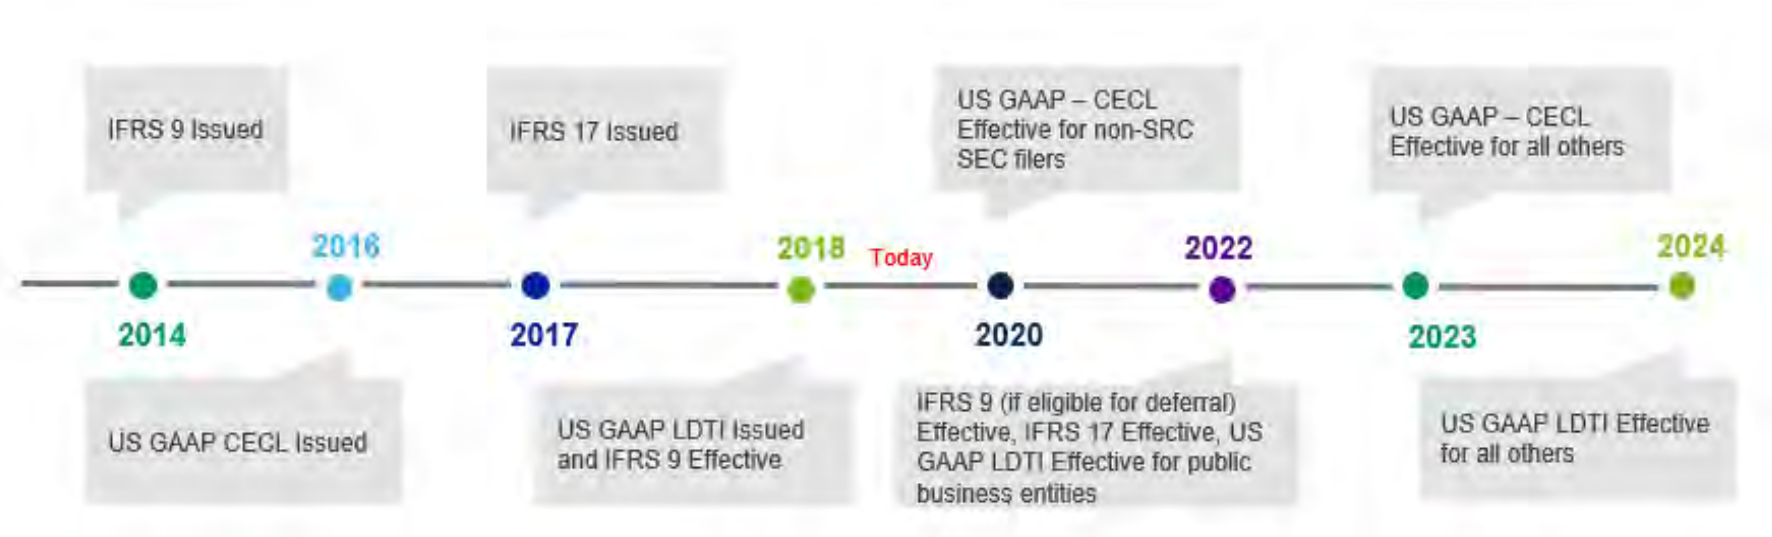 IFRS 9 Issued
IFRS 17 Issued
US GAAP – CECL
Effective for non-SRC
SEC filers
US GAAP – CECL
Effective for all others
2016
2018
Today
2022
2024
2014
2017
2020
2023
US GAAP CECL Issued
US GAAP LDTI Issued
and IFRS 9 Effective
IFRS 9 (if eligible for deferral)
Effective, IFRS 17 Effective, US
GAAP LDTI Effective for public
business entities
US GAAP LDTI Effective
for all others